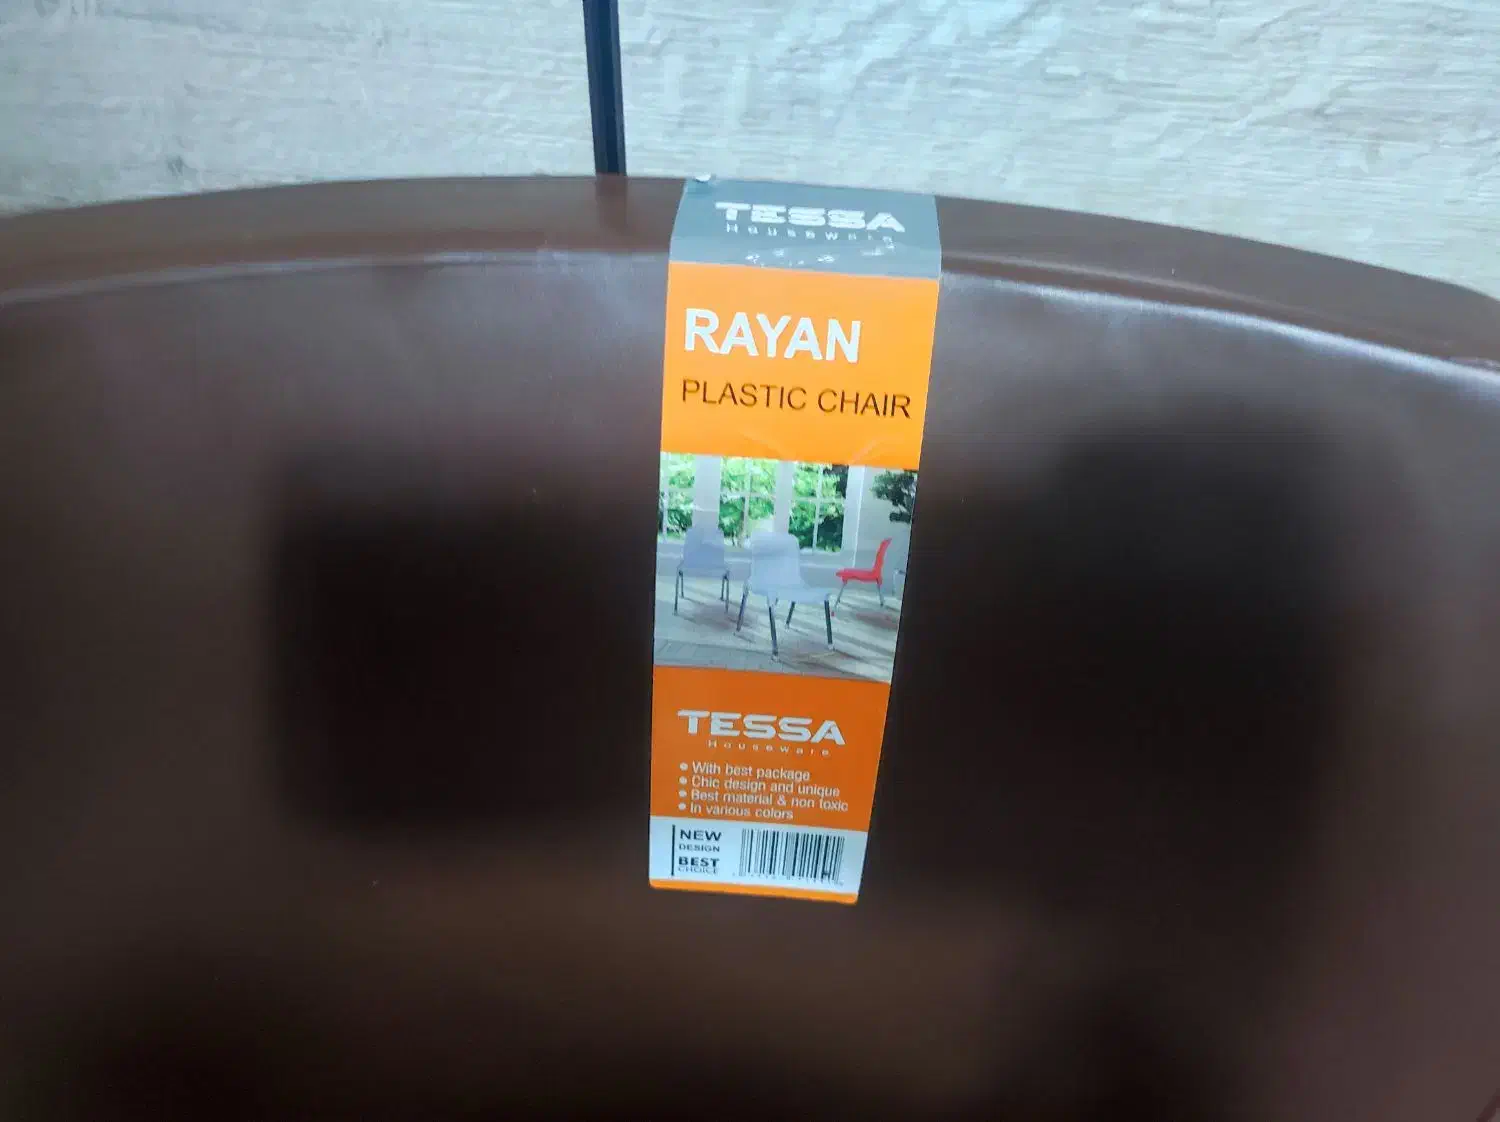 TESSA
Houseware
RAYAN
PLASTIC CHAIR
TESSA
Houseware
• With best package
• Chic design and unique
• Best material & non toxic
• In various colors
NEW
DESIGN
BEST
CHOICE